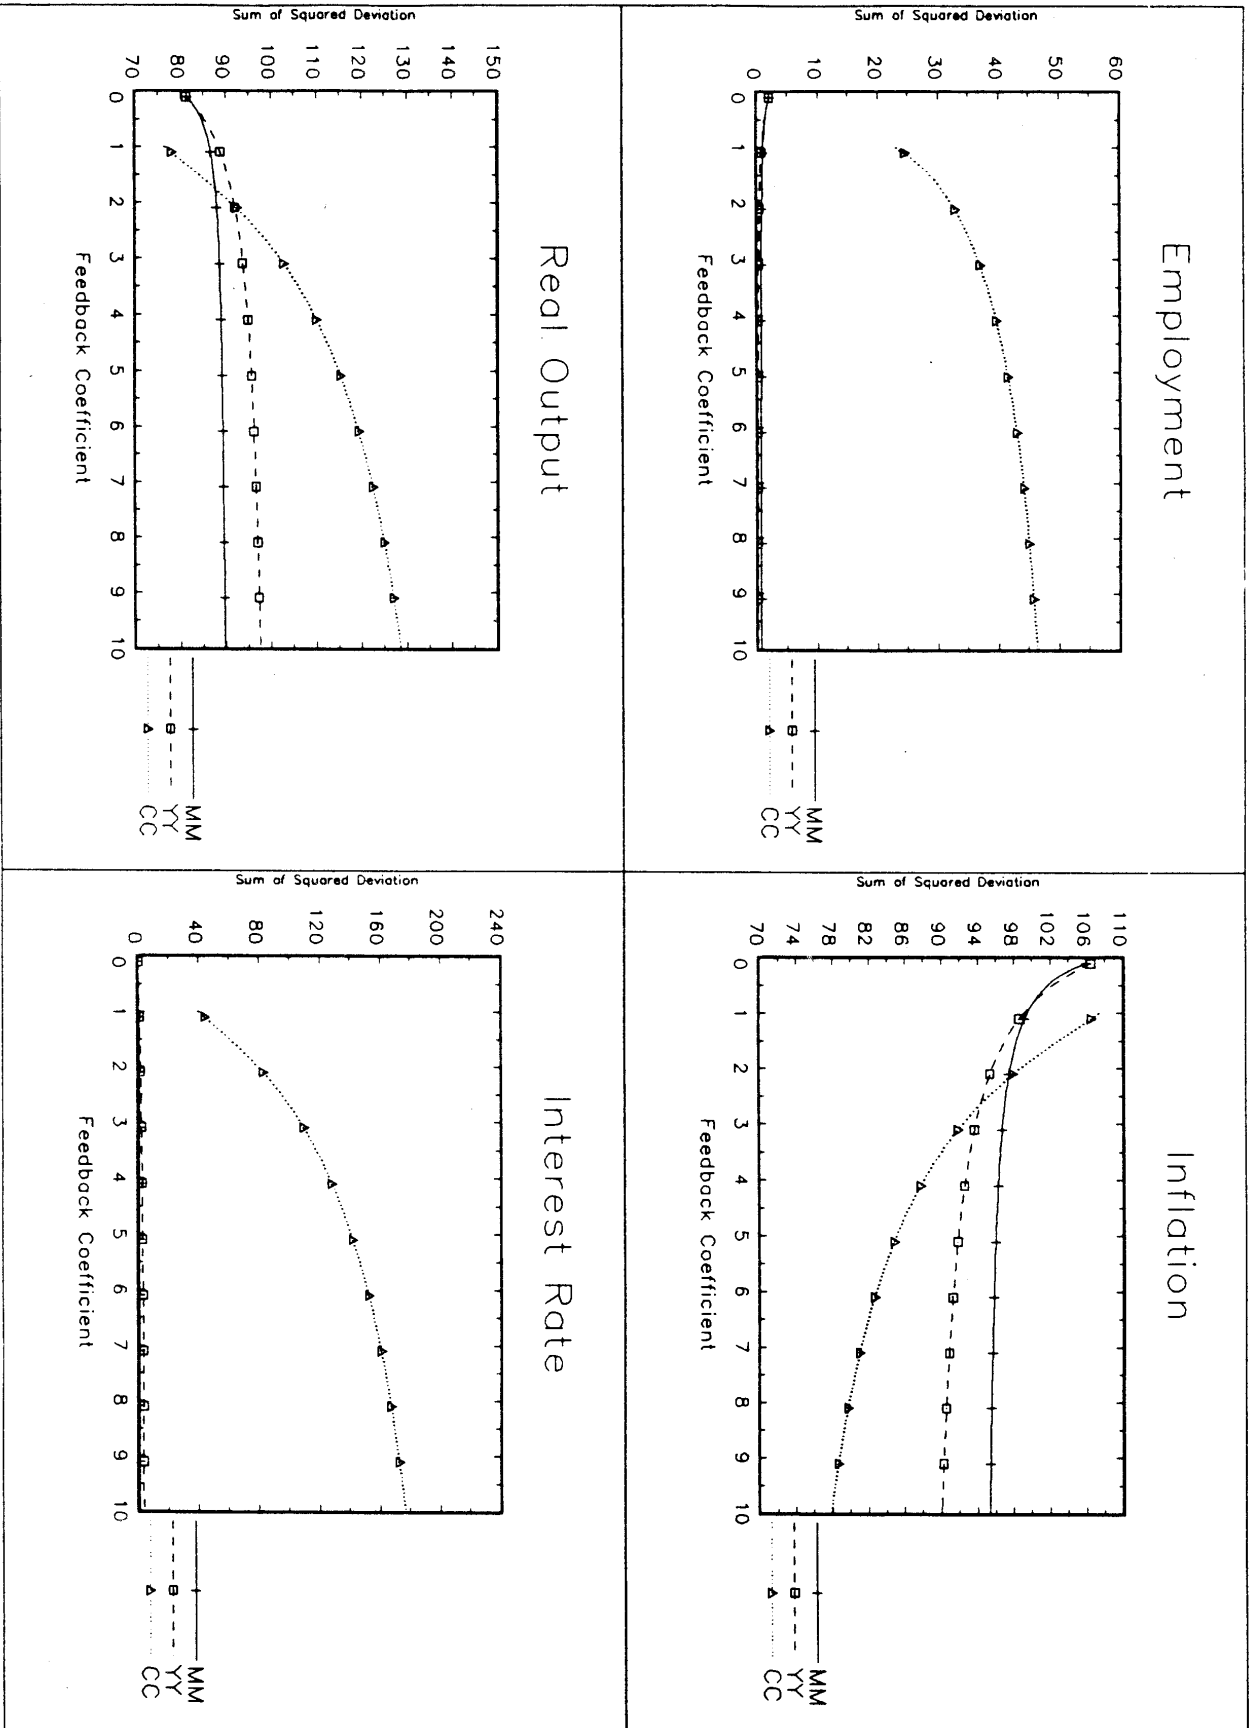 Employment
Sum of Squared Deviation
60
50
40
30
20
10
0
0 1 2 3 4 5 6 7 8 9 10
Feedback Coefficient
MM
YY
CC
Inflation
Sum of Squared Deviation
110
106
102
98
94
90
86
82
78
74
70
0 1 2 3 4 5 6 7 8 9 10
Feedback Coefficient
MM
YY
CC
Real Output
Sum of Squared Deviation
150
140
130
120
110
100
90
80
70
0 1 2 3 4 5 6 7 8 9 10
Feedback Coefficient
MM
YY
CC
Interest Rate
Sum of Squared Deviation
240
200
160
120
80
40
0
0 1 2 3 4 5 6 7 8 9 10
Feedback Coefficient
MM
YY
CC